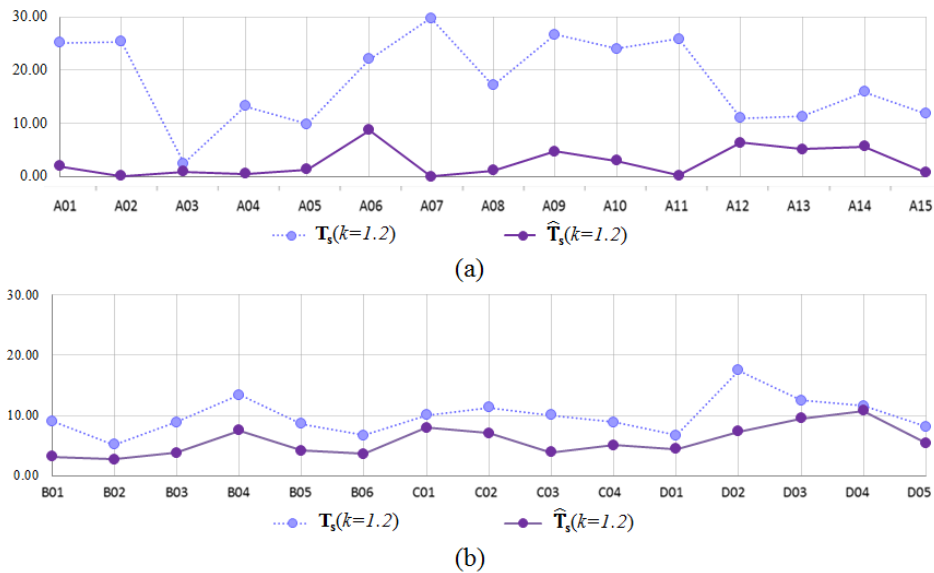 30.00
20.00
10.00
0.00
A01 A02 A03 A04 A05 A06 A07 A08 A09 A10 A11 A12 A13 A14 A15
Tₛ(k=1.2) T̂ₛ(k=1.2)
(a)
30.00
20.00
10.00
0.00
B01 B02 B03 B04 B05 B06 C01 C02 C03 C04 D01 D02 D03 D04 D05
Tₛ(k=1.2) T̂ₛ(k=1.2)
(b)